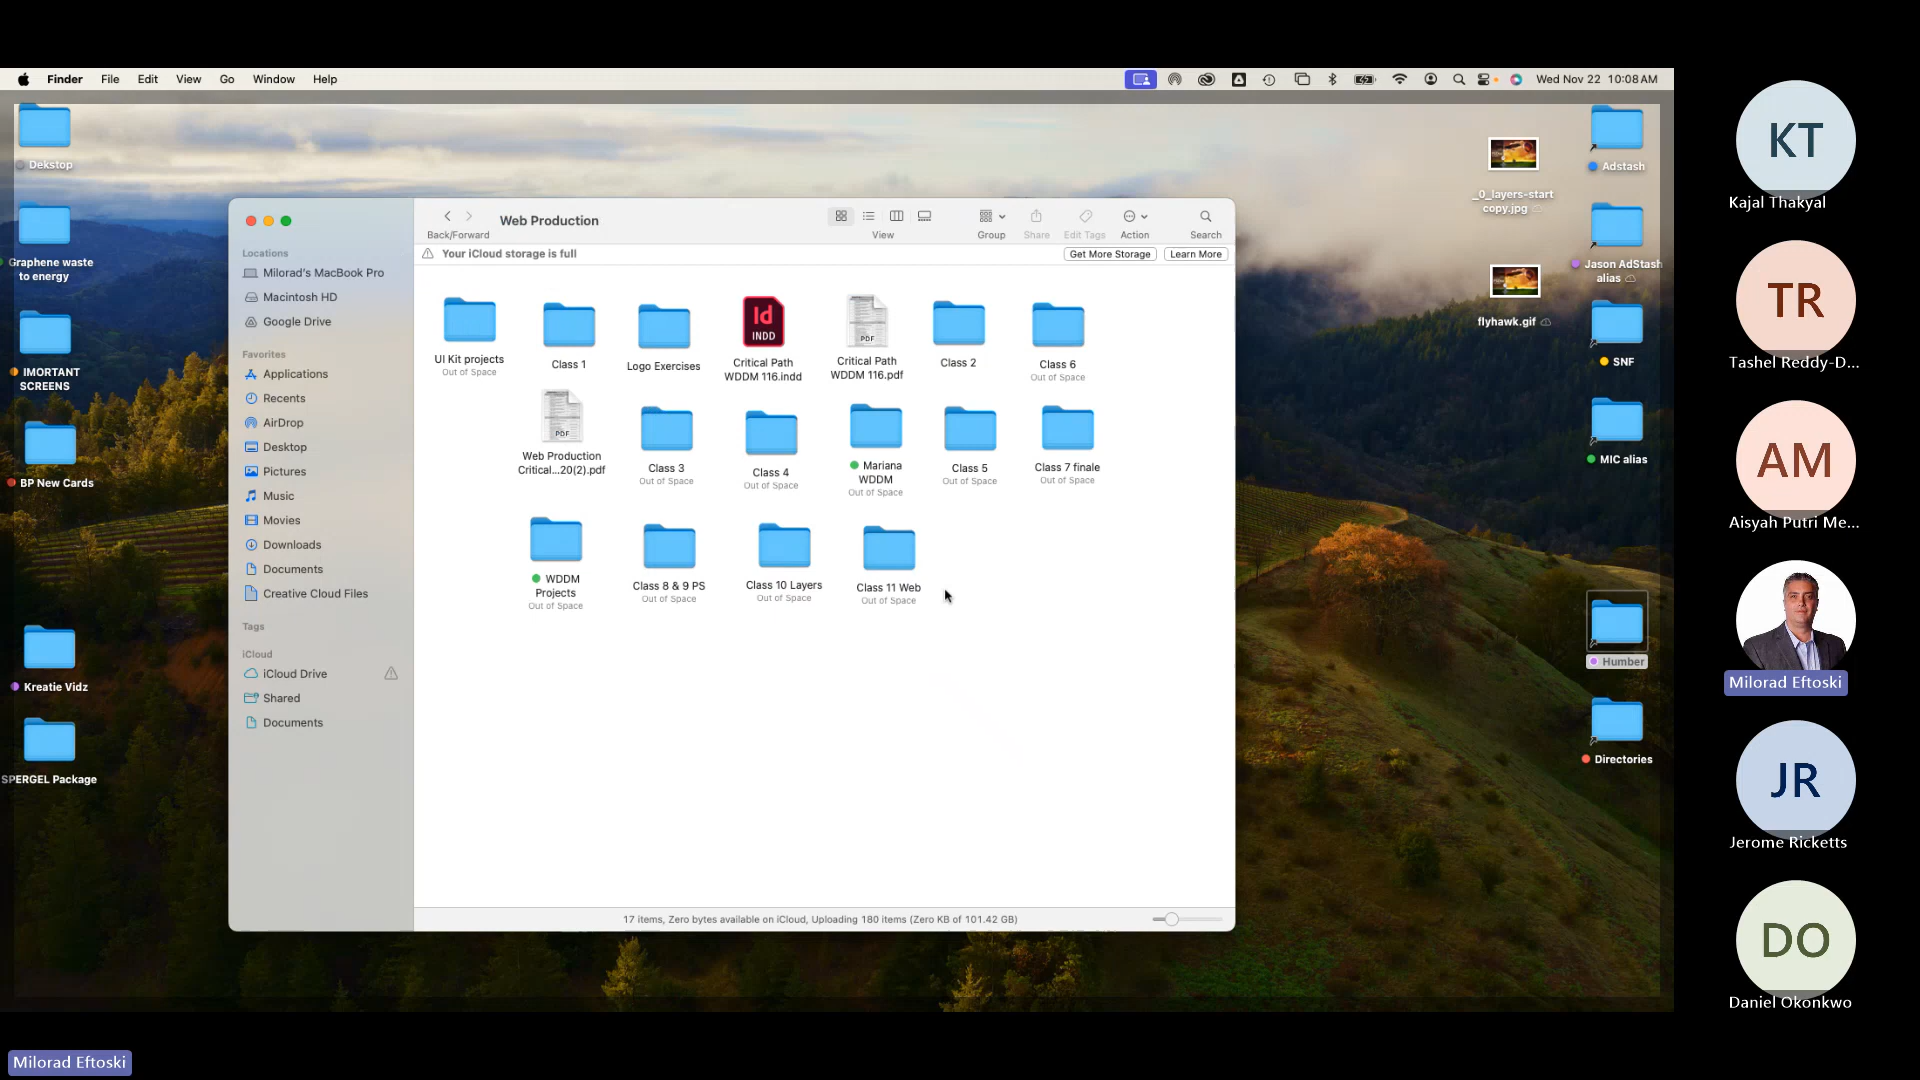 Finder File Edit View Go Window Help
Wed Nov 22 10:08 AM
Dekstop
Graphene waste
to energy
IMORTANT
SCREENS
BP New Cards
Kreatie Vidz
SPERGEL Package
Locations
Milorad's MacBook Pro
Macintosh HD
Google Drive
Favorites
Applications
Recents
AirDrop
Desktop
Pictures
Music
Movies
Downloads
Documents
Creative Cloud Files
Tags
iCloud
iCloud Drive
Shared
Documents
Web Production
Back/Forward
View
Group
Share
Edit Tags
Action
Search
Your iCloud storage is full
Get More Storage
Learn More
UI Kit projects
Out of Space
Class 1
Logo Exercises
Id
INDD
Critical Path
WDDM 116.indd
PDF
Critical Path
WDDM 116.pdf
Class 2
Class 6
Out of Space
PDF
Web Production
Critical...20(2).pdf
Class 3
Out of Space
Class 4
Out of Space
Mariana
WDDM
Out of Space
Class 5
Out of Space
Class 7 finale
Out of Space
WDDM
Projects
Out of Space
Class 8 & 9 PS
Out of Space
Class 10 Layers
Out of Space
Class 11 Web
Out of Space
17 items, Zero bytes available on iCloud, Uploading 180 items (Zero KB of 101.42 GB)
_0_layers-start
copy.jpg
flyhawk.gif
Adstash
Jason AdStash
alias
SNF
MIC alias
Humber
Directories
KT
Kajal Thakyal
TR
Tashel Reddy-D...
AM
Aisyah Putri Me...
Milorad Eftoski
JR
Jerome Ricketts
DO
Daniel Okonkwo
Milorad Eftoski